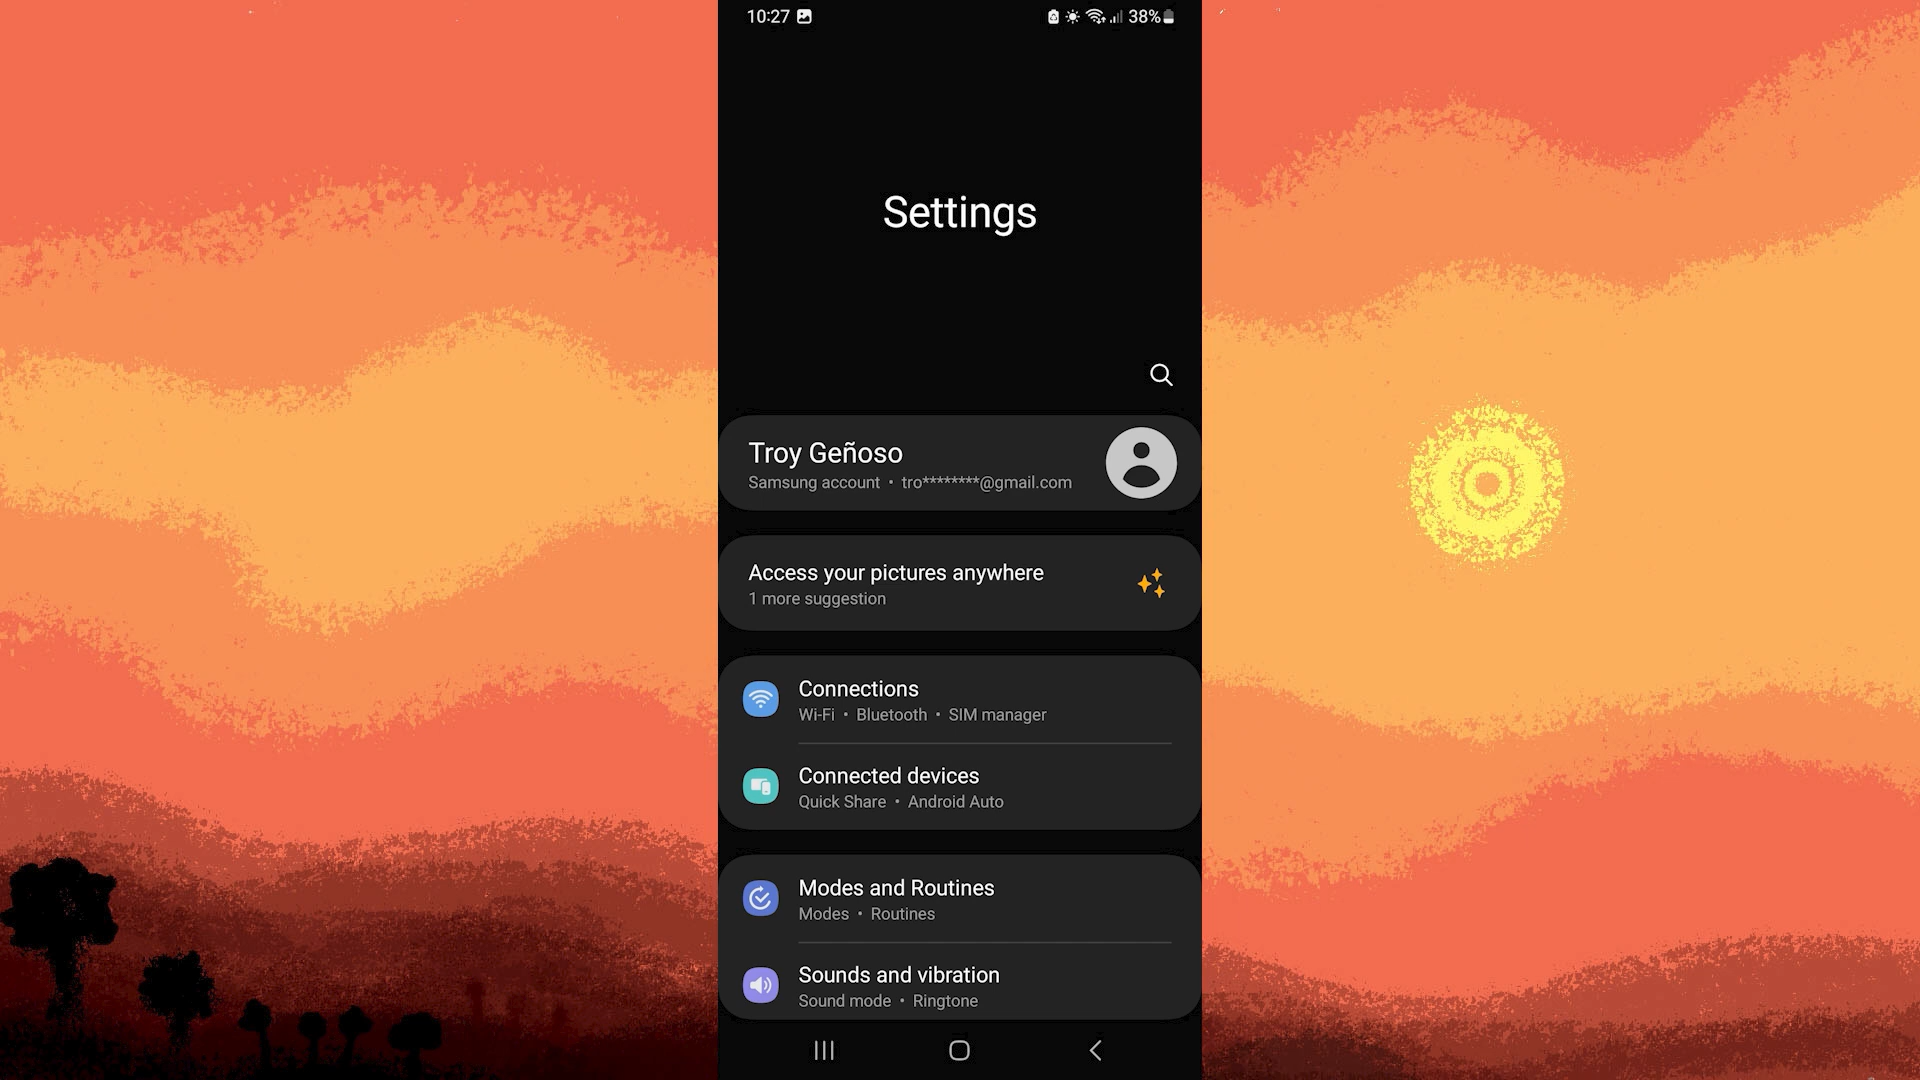 10:27 38%
Settings
Troy Geñoso
Samsung account • tro********@gmail.com
Access your pictures anywhere
1 more suggestion
Connections
Wi-Fi • Bluetooth • SIM manager
Connected devices
Quick Share • Android Auto
Modes and Routines
Modes • Routines
Sounds and vibration
Sound mode • Ringtone